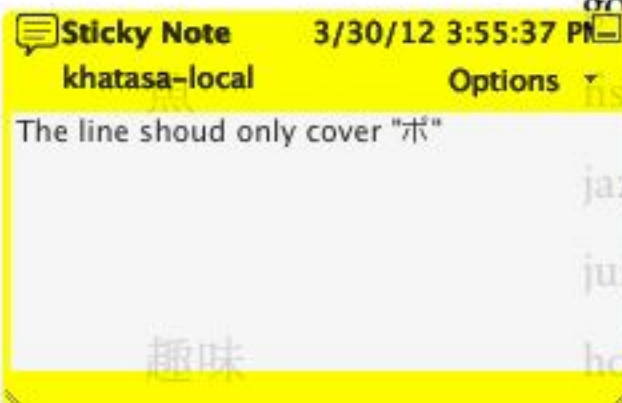 Sticky Note 3/30/12 3:55:37 PM
khatasa-local Options
The line shoud only cover "ポ"
趣味